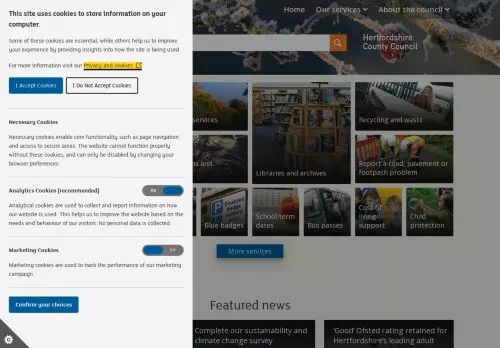 This site uses cookies to store information on your
computer.
Some of these cookies are essential, while others help us to improve
your experience by providing insights into how the site is being used.
For more information visit our Privacy and cookies
I Accept Cookies
I Do Not Accept Cookies
Necessary Cookies
Necessary cookies enable core functionality such as page navigation
and access to secure areas. The website cannot function properly
without these cookies, and can only be disabled by changing your
browser preferences.
Analytics Cookies (recommended)
On
Analytical cookies are used to collect and report information on how
our website is used. This helps us to improve the website based on the
needs and behaviour of our visitors. No personal data is collected.
Marketing Cookies
Off
Marketing cookies are used to track the performance of our marketing
campaign.
Confirm your choices
Home
Our services
About the council
Hertfordshire
County Council
services
Libraries and archives
Recycling and waste
Report a road, pavement or
footpath problem
Blue badges
School term
dates
Bus passes
Cost of
living
support
Child
protection
More services
Featured news
Complete our sustainability and
climate change survey
'Good' Ofsted rating retained for
Hertfordshire's leading adult